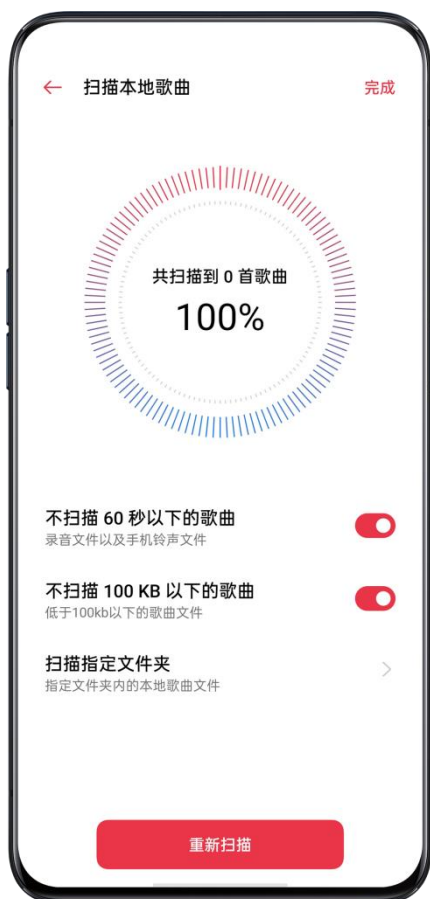 扫描本地歌曲
完成
共扫描到 0 首歌曲
100%
不扫描 60 秒以下的歌曲
录音文件以及手机铃声文件
不扫描 100 KB 以下的歌曲
低于100kb以下的歌曲文件
扫描指定文件夹
指定文件夹内的本地歌曲文件
重新扫描